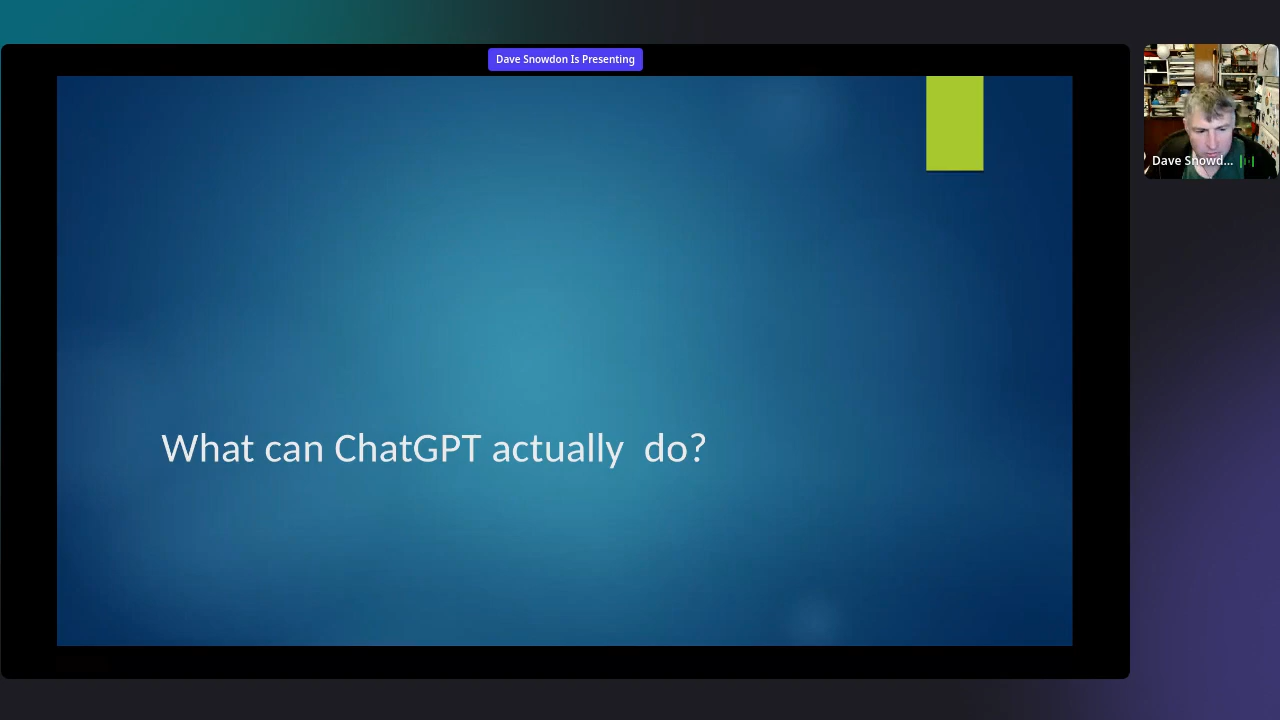 Dave Snowdon Is Presenting
Dave Snowd...
What can ChatGPT actually  do?